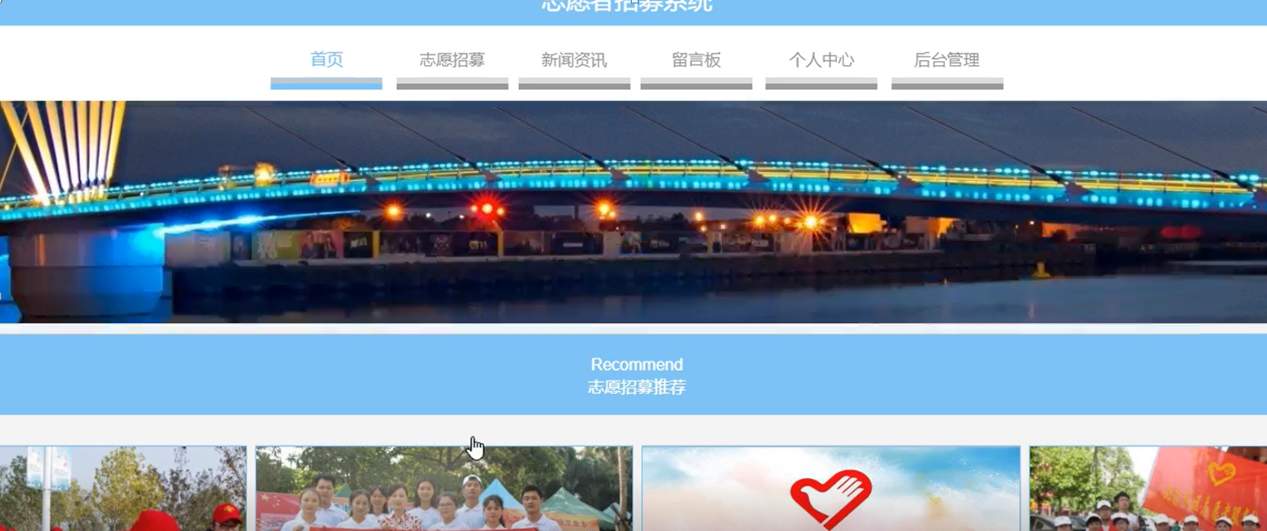 志愿者招募系统
首页
志愿招募
新闻资讯
留言板
个人中心
后台管理
Recommend
志愿招募推荐